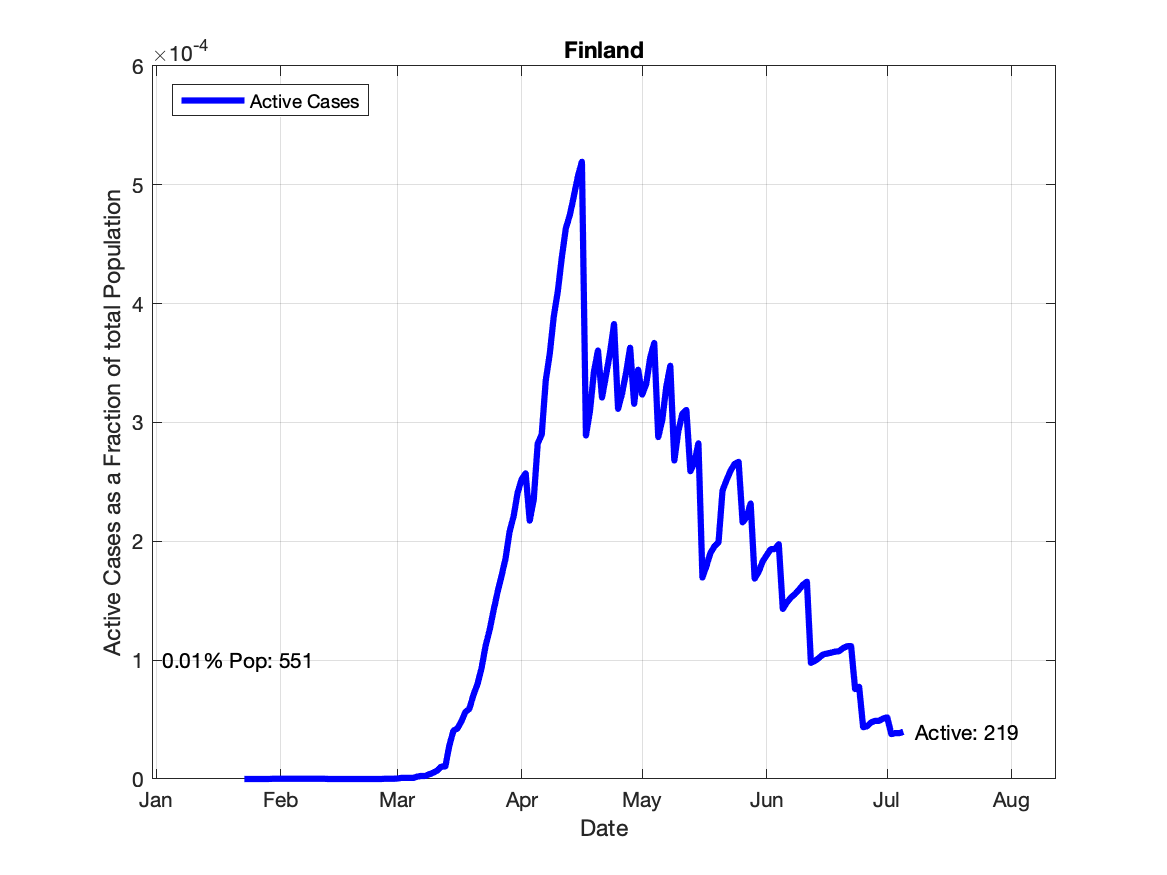 Finland
×10-4
Active Cases
6
5
4
3
2
1
0
Active Cases as a Fraction of total Population
0.01% Pop: 551
Active: 219
Jan Feb Mar Apr May Jun Jul Aug
Date